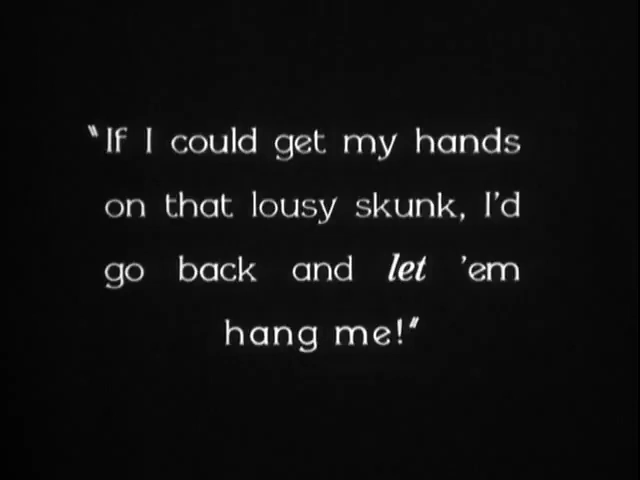 "If I could get my hands
on that lousy skunk, I'd
go back and let 'em
hang me!"